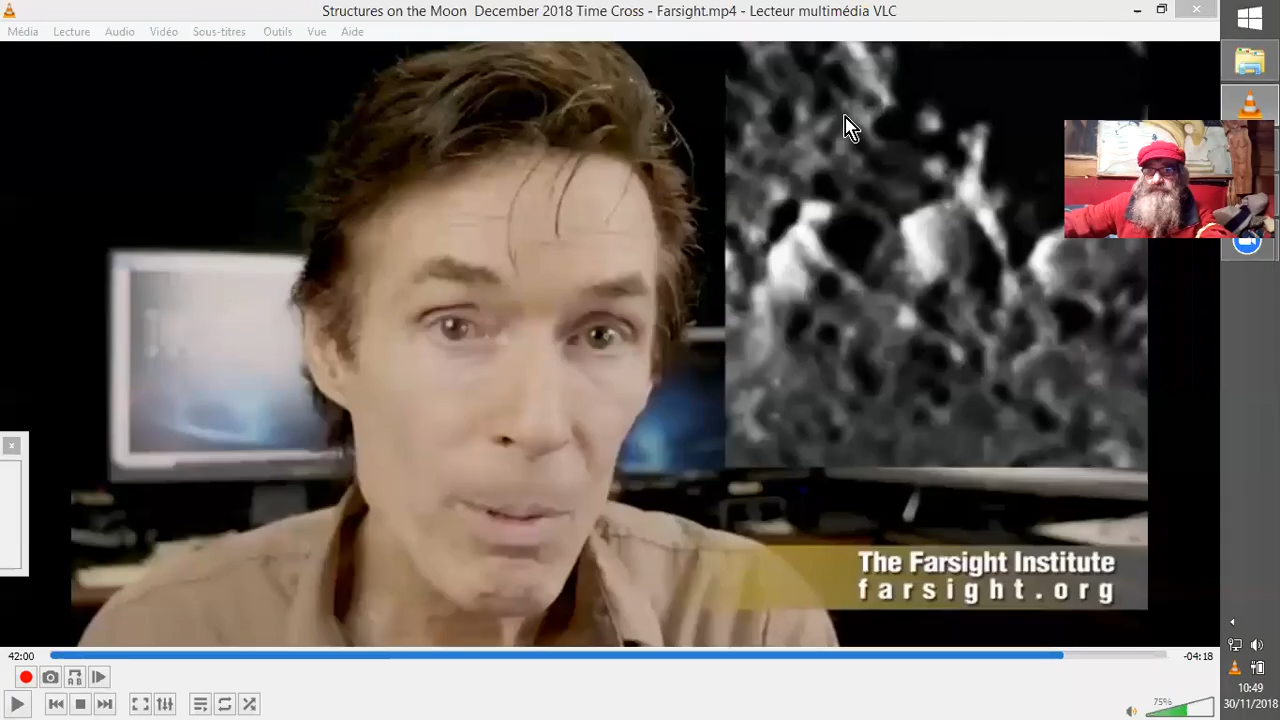 Structures on the Moon  December 2018 Time Cross - Farsight.mp4 - Lecteur multimédia VLC
Média Lecture Audio Vidéo Sous-titres Outils Vue Aide
The Farsight Institute
farsight.org
42:00
-04:18
A B
75%
10:49
30/11/2018